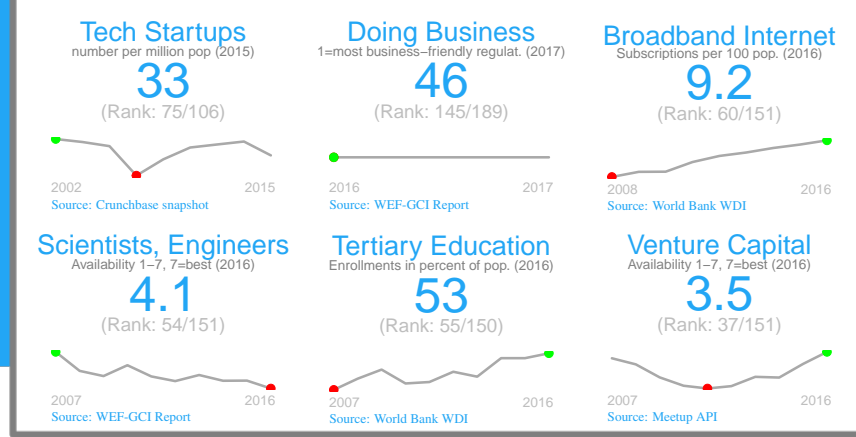 Tech Startups
number per million pop (2015)
33
(Rank: 75/106)
2002 2015
Source: Crunchbase snapshot
Doing Business
1=most business−friendly regulat. (2017)
46
(Rank: 145/189)
2016 2017
Source: WEF-GCI Report
Broadband Internet
Subscriptions per 100 pop. (2016)
9.2
(Rank: 60/151)
2008 2016
Source: World Bank WDI
Scientists, Engineers
Availability 1−7, 7=best (2016)
4.1
(Rank: 54/151)
2007 2016
Source: WEF-GCI Report
Tertiary Education
Enrollments in percent of pop. (2016)
53
(Rank: 55/150)
2007 2016
Source: World Bank WDI
Venture Capital
Availability 1−7, 7=best (2016)
3.5
(Rank: 37/151)
2007 2016
Source: Meetup API